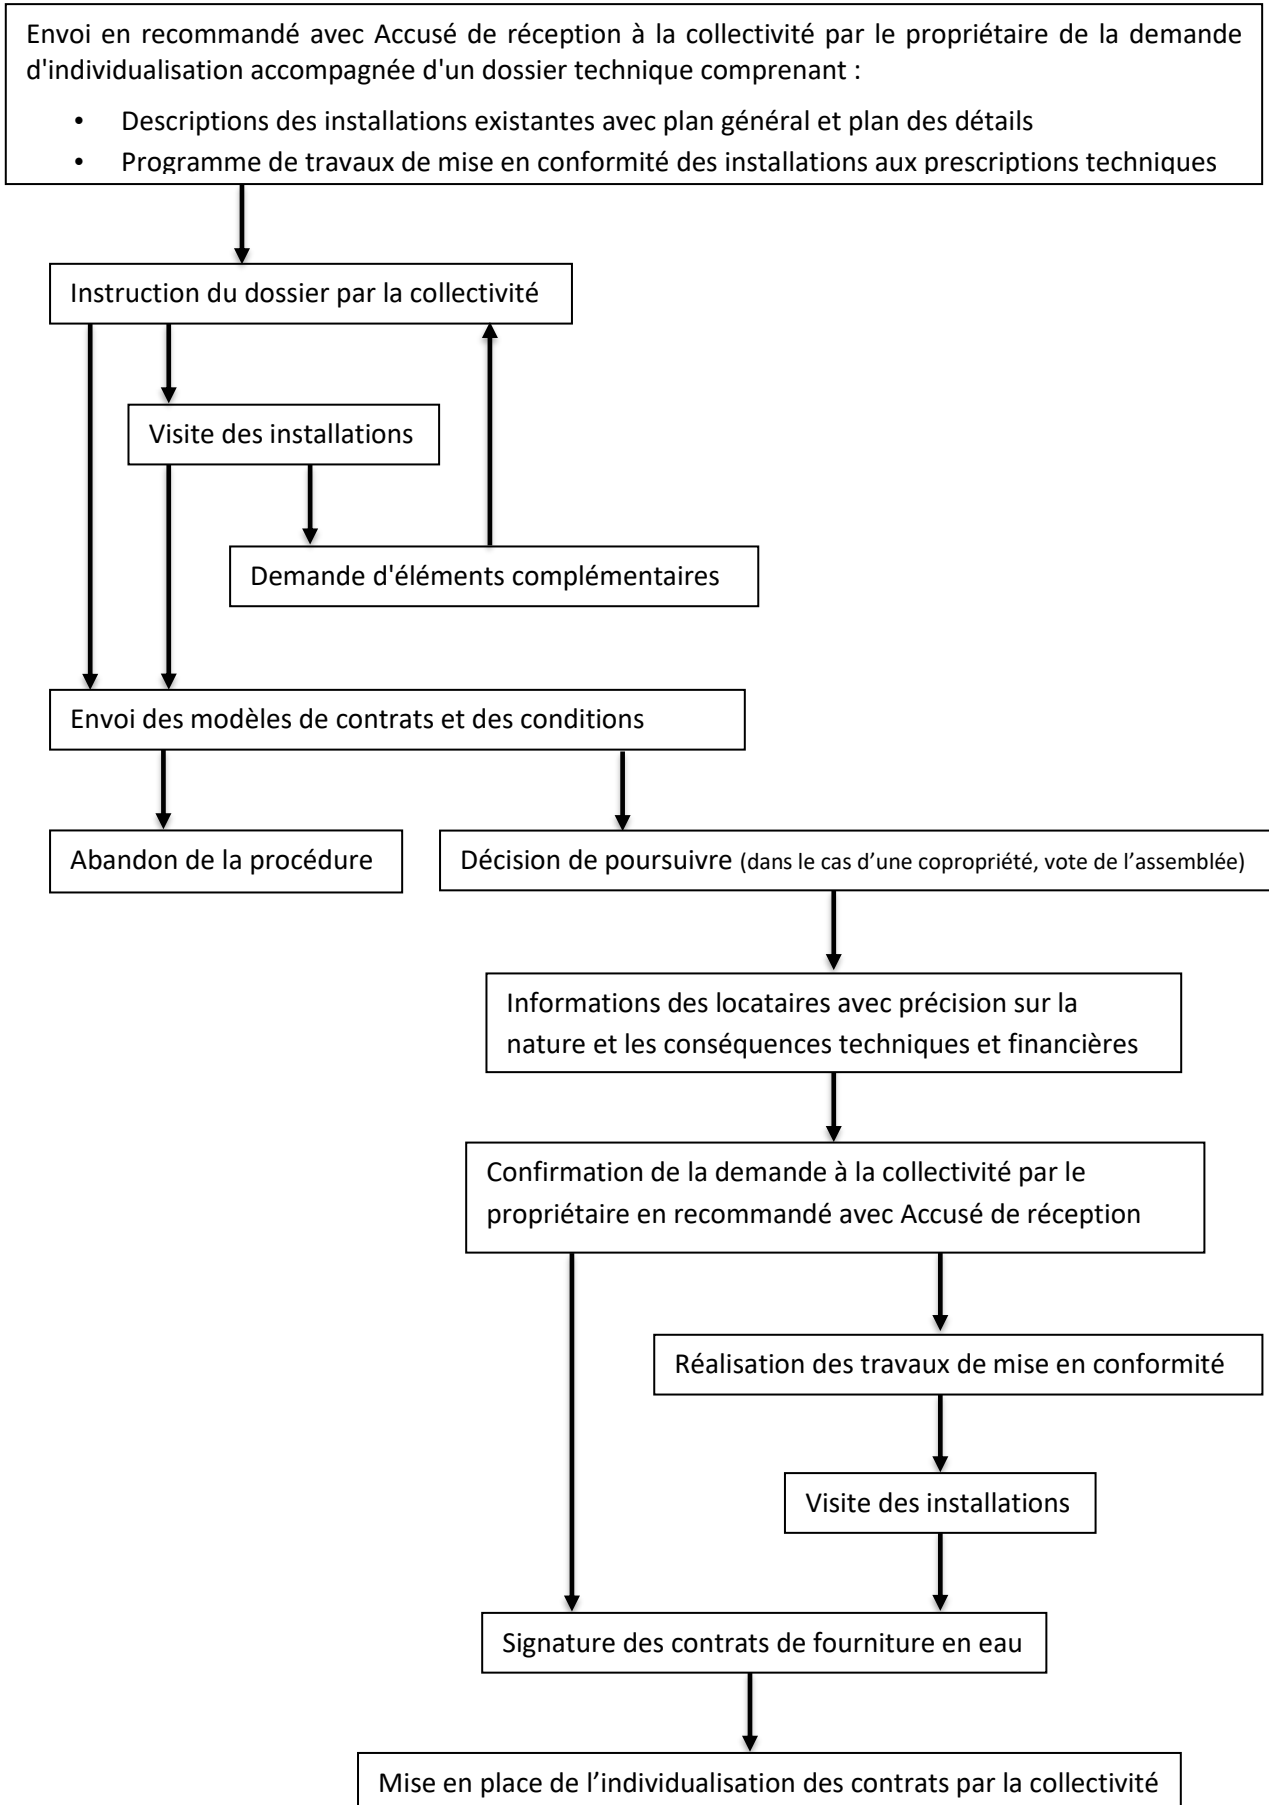 Envoi en recommandé avec Accusé de réception à la collectivité par le propriétaire de la demande
d'individualisation accompagnée d'un dossier technique comprenant :
• Descriptions des installations existantes avec plan général et plan des détails
• Programme de travaux de mise en conformité des installations aux prescriptions techniques
Instruction du dossier par la collectivité
Visite des installations
Demande d'éléments complémentaires
Envoi des modèles de contrats et des conditions
Abandon de la procédure
Décision de poursuivre (dans le cas d’une copropriété, vote de l’assemblée)
Informations des locataires avec précision sur la
nature et les conséquences techniques et financières
Confirmation de la demande à la collectivité par le
propriétaire en recommandé avec Accusé de réception
Réalisation des travaux de mise en conformité
Visite des installations
Signature des contrats de fourniture en eau
Mise en place de l’individualisation des contrats par la collectivité